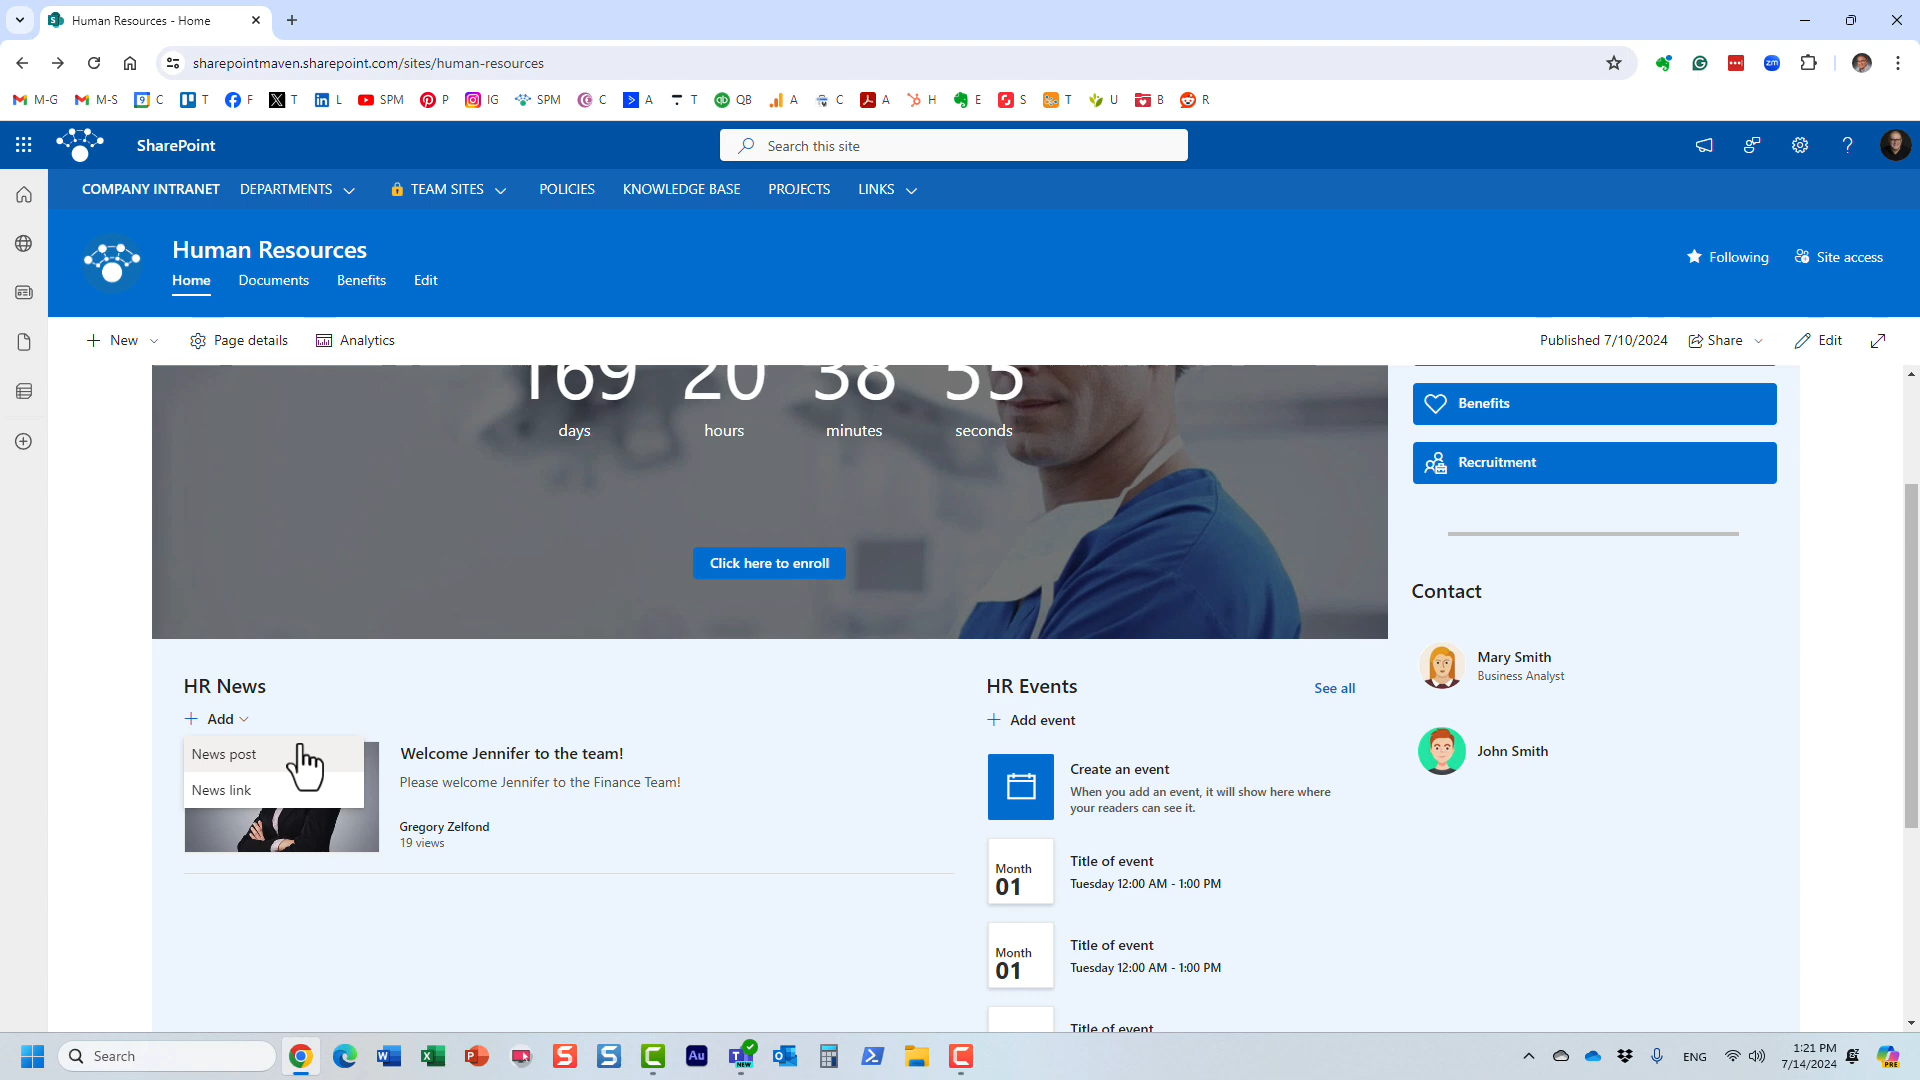 Human Resources - Home
sharepointmaven.sharepoint.com/sites/human-resources
M-G M-S C T F T L SPM P IG SPM C A T QB A C A H E S T U B R
SharePoint
Search this site
COMPANY INTRANET DEPARTMENTS TEAM SITES POLICIES KNOWLEDGE BASE PROJECTS LINKS
Human Resources
Home Documents Benefits Edit
Following Site access
New Page details Analytics
Published 7/10/2024 Share Edit
169 20 38 55
days hours minutes seconds
Click here to enroll
Benefits
Recruitment
Contact
Mary Smith
Business Analyst
John Smith
HR News
Add
News post
News link
Welcome Jennifer to the team!
Please welcome Jennifer to the Finance Team!
Gregory Zelfond
19 views
HR Events
See all
Add event
Create an event
When you add an event, it will show here where
your readers can see it.
Month
01
Title of event
Tuesday 12:00 AM - 1:00 PM
Month
01
Title of event
Tuesday 12:00 AM - 1:00 PM
Title of event
Search
ENG
1:21 PM
7/14/2024